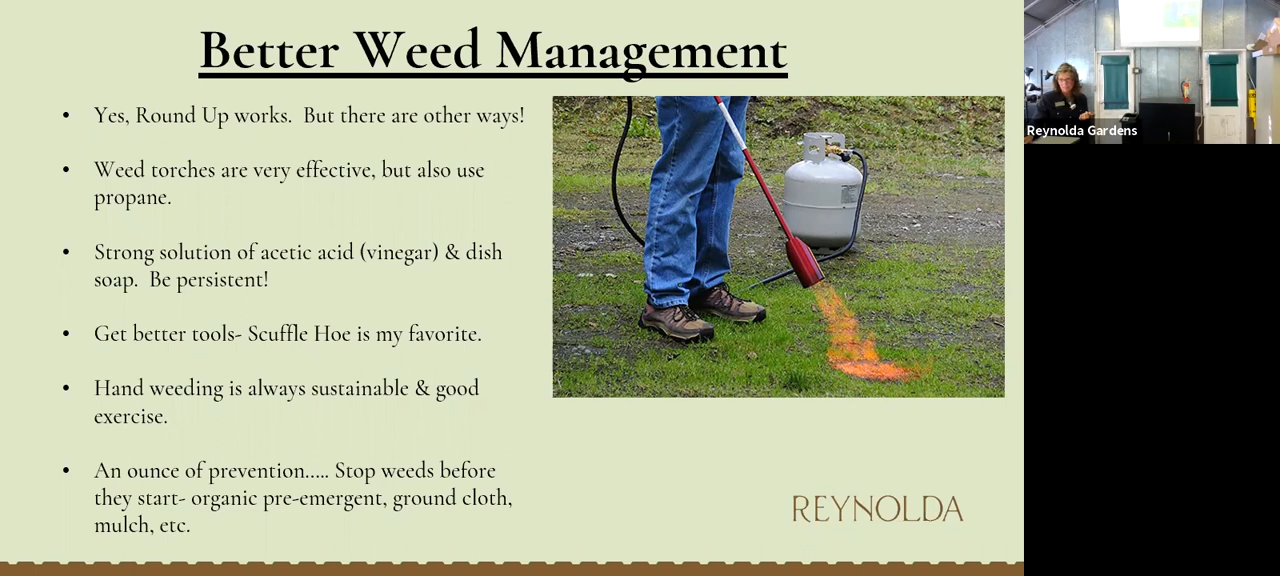 Better Weed Management
• Yes, Round Up works.  But there are other ways!
• Weed torches are very effective, but also use
propane.
• Strong solution of acetic acid (vinegar) & dish
soap.  Be persistent!
• Get better tools- Scuffle Hoe is my favorite.
• Hand weeding is always sustainable & good
exercise.
• An ounce of prevention..... Stop weeds before
they start- organic pre-emergent, ground cloth,
mulch, etc.
REYNOLDA
Reynolda Gardens